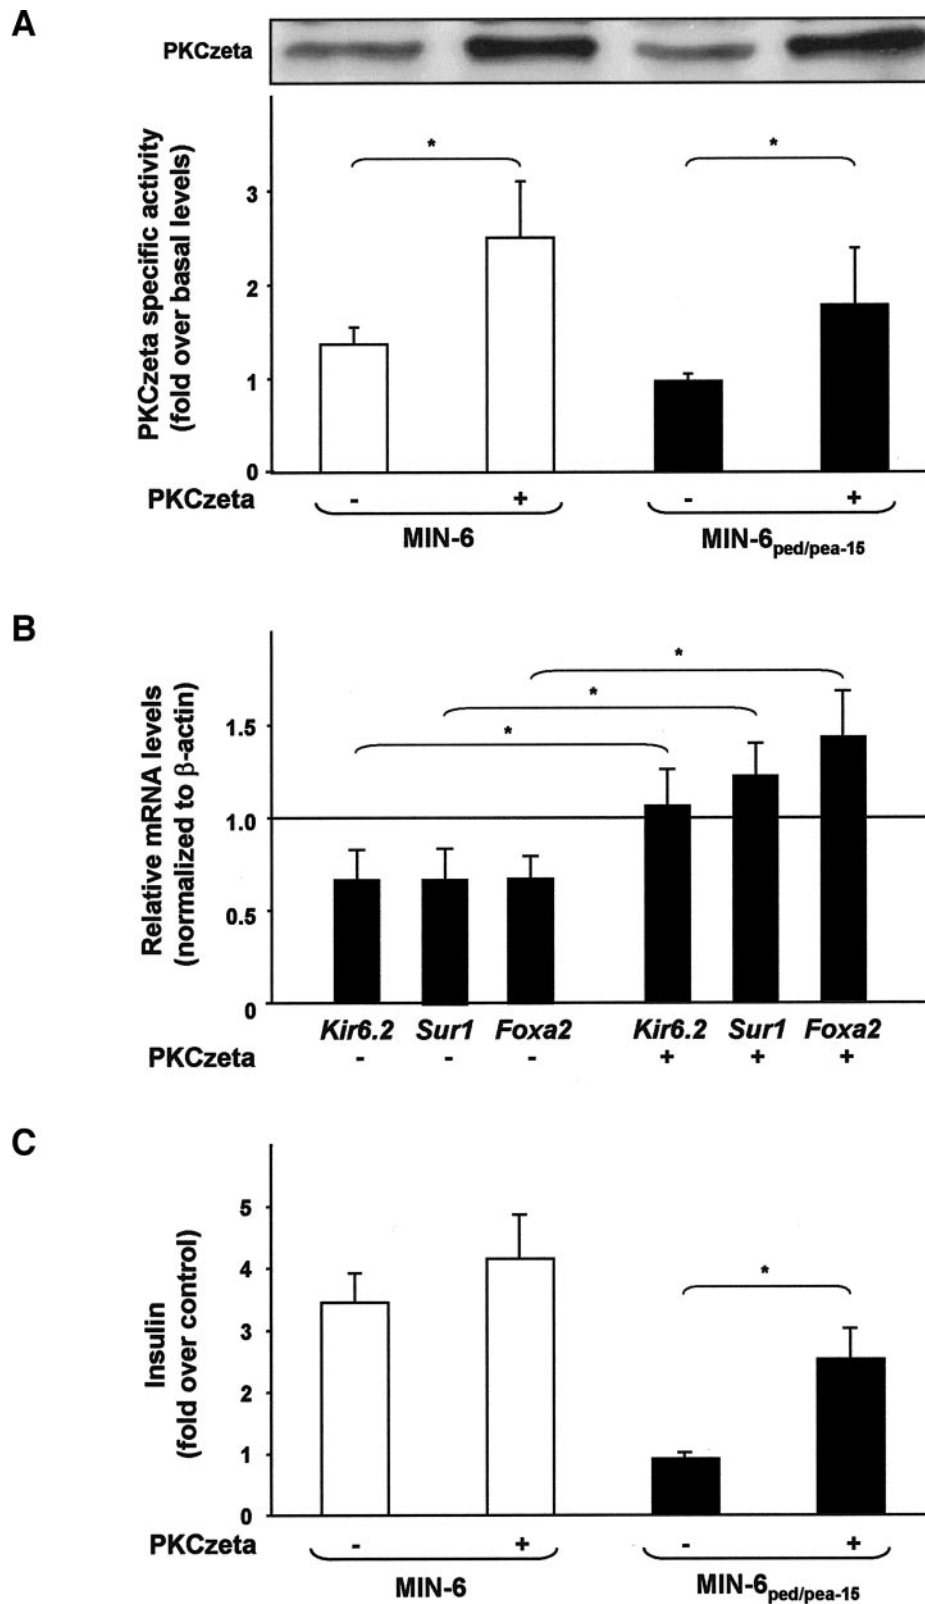 A
PKCzeta
PKCzeta specific activity
(fold over basal levels)
3
2
1
0
*
*
PKCzeta - + - +
MIN-6 MIN-6ped/pea-15
B
Relative mRNA levels
(normalized to β-actin)
1.5
1.0
0.5
0
*
*
*
Kir6.2 Sur1 Foxa2 Kir6.2 Sur1 Foxa2
PKCzeta - - - + + +
C
Insulin
(fold over control)
5
4
3
2
1
0
*
PKCzeta - + - +
MIN-6 MIN-6ped/pea-15